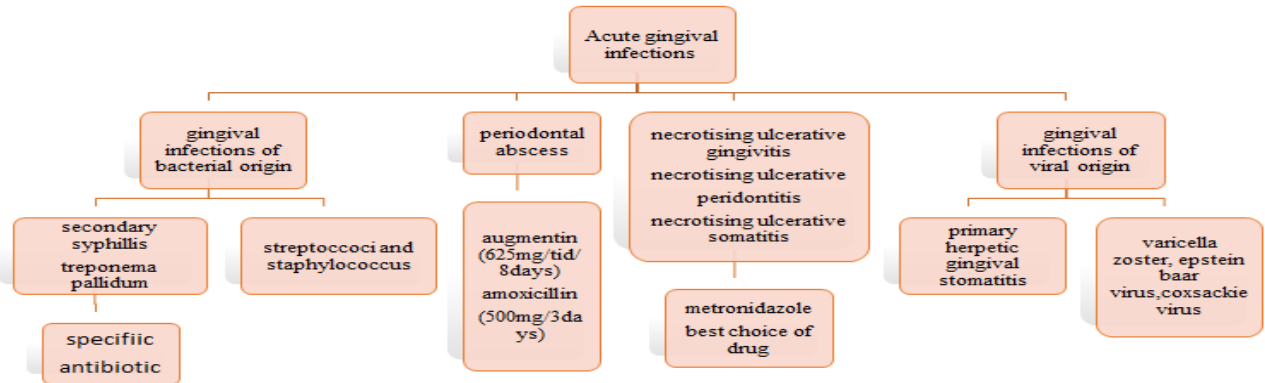 Acute gingival
infections
gingival
infections of
bacterial origin
periodontal
abscess
necrotising ulcerative
gingivitis
necrotising ulcerative
peridontitis
necrotising ulcerative
somatitis
gingival
infections of
viral origin
secondary
syphillis
treponema
pallidum
streptoccoci and
staphylococcus
augmentin
(625mg/tid/
8days)
amoxicillin
(500mg/3da
ys)
primary
herpetic
gingival
stomatitis
varicella
zoster, epstein
baar
virus,coxsackie
virus
specifiic
antibiotic
metronidazole
best choice of
drug